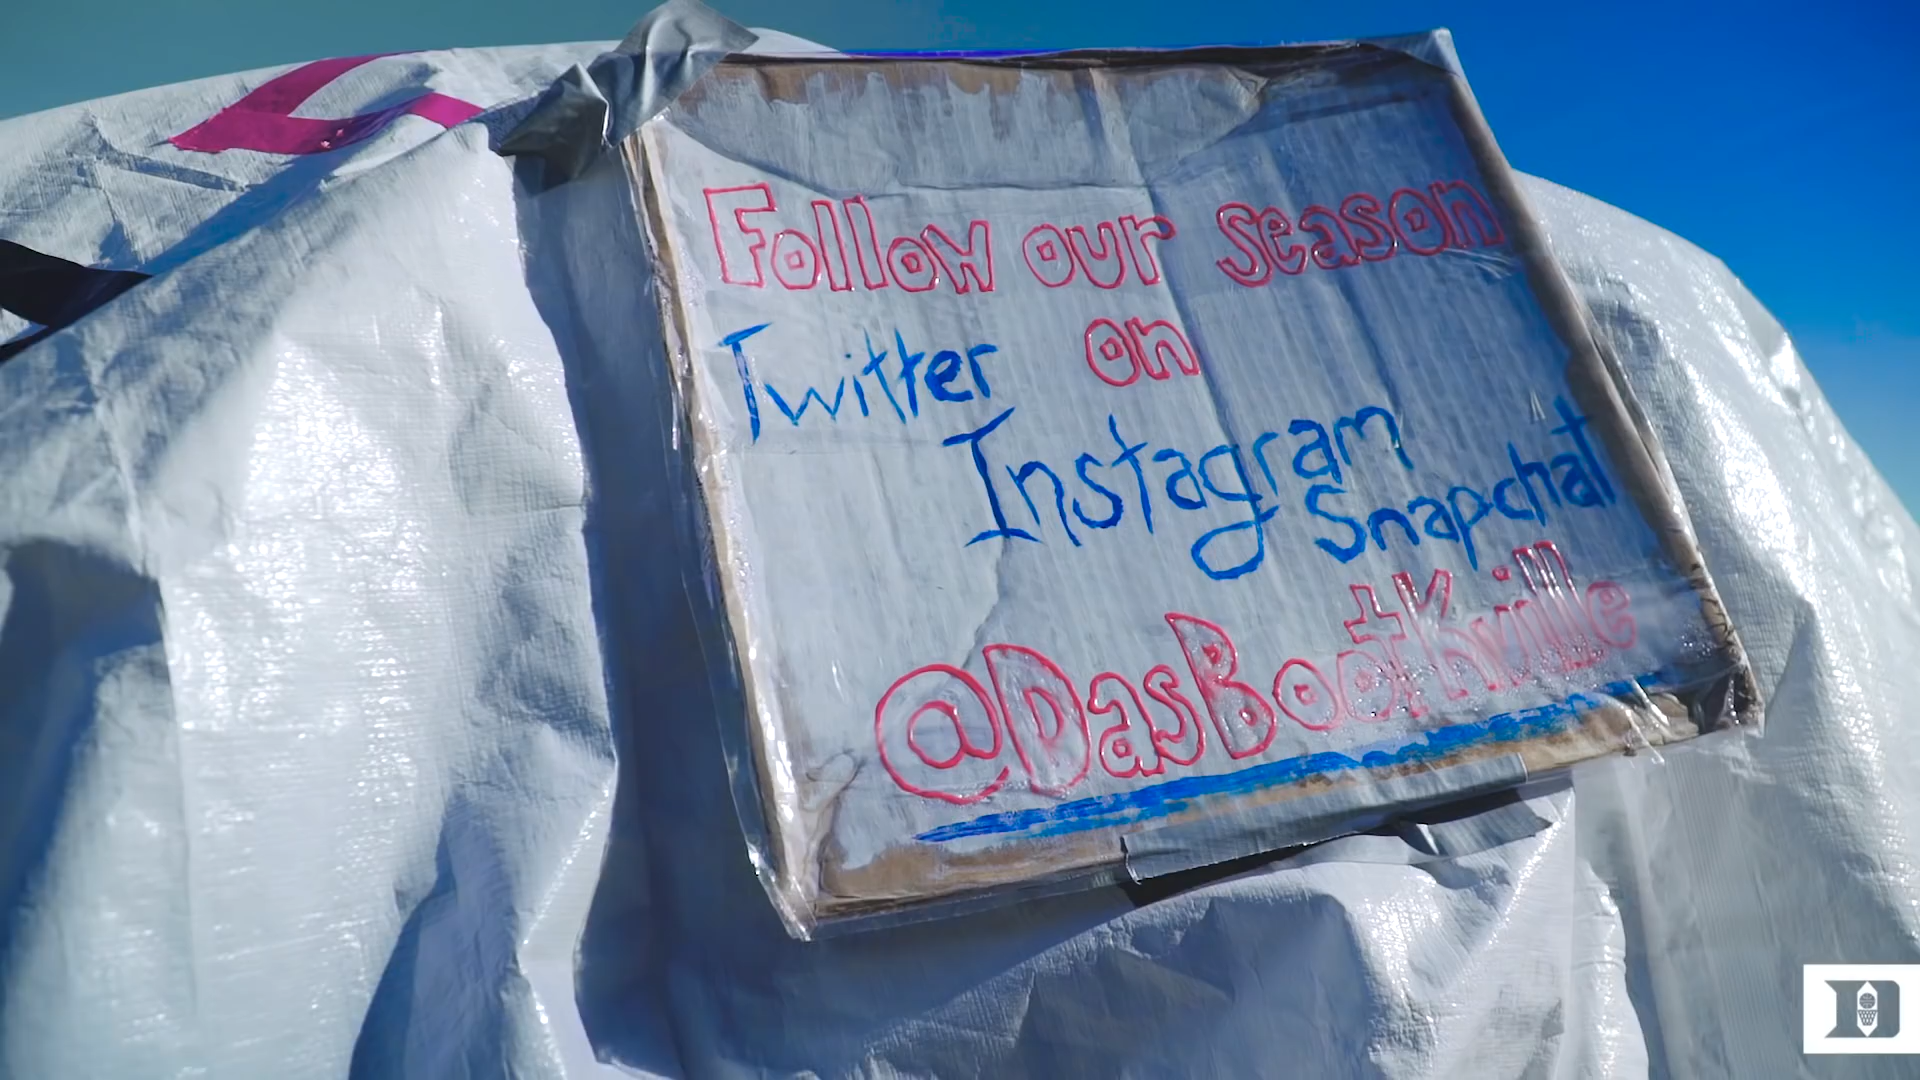 Follow our season
on
Twitter
Instagram
Snapchat
@DasBootKville
D